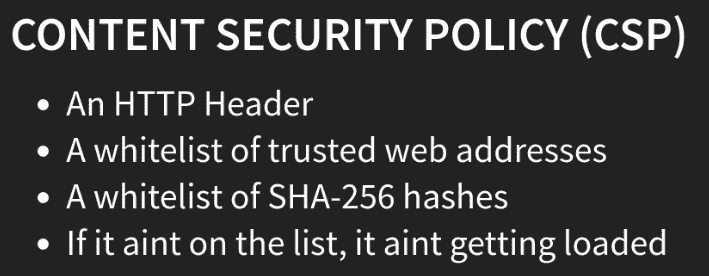 CONTENT SECURITY POLICY (CSP)
• An HTTP Header
• A whitelist of trusted web addresses
• A whitelist of SHA-256 hashes
• If it aint on the list, it aint getting loaded